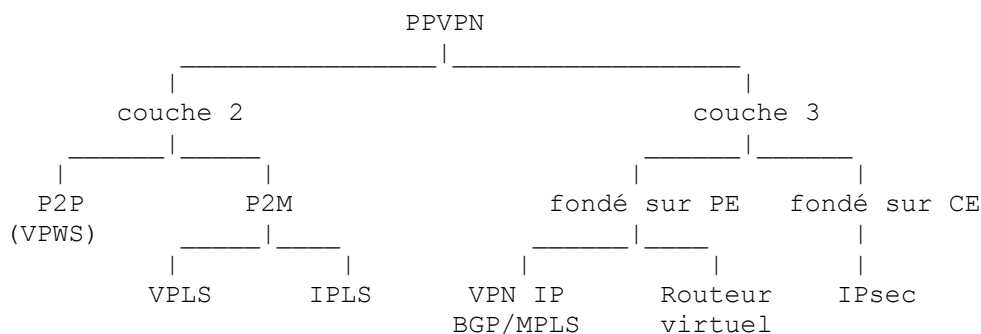 PPVPN
couche 2 couche 3
P2P P2M fondé sur PE fondé sur CE
(VPWS)
VPLS IPLS VPN IP Routeur IPsec
BGP/MPLS virtuel